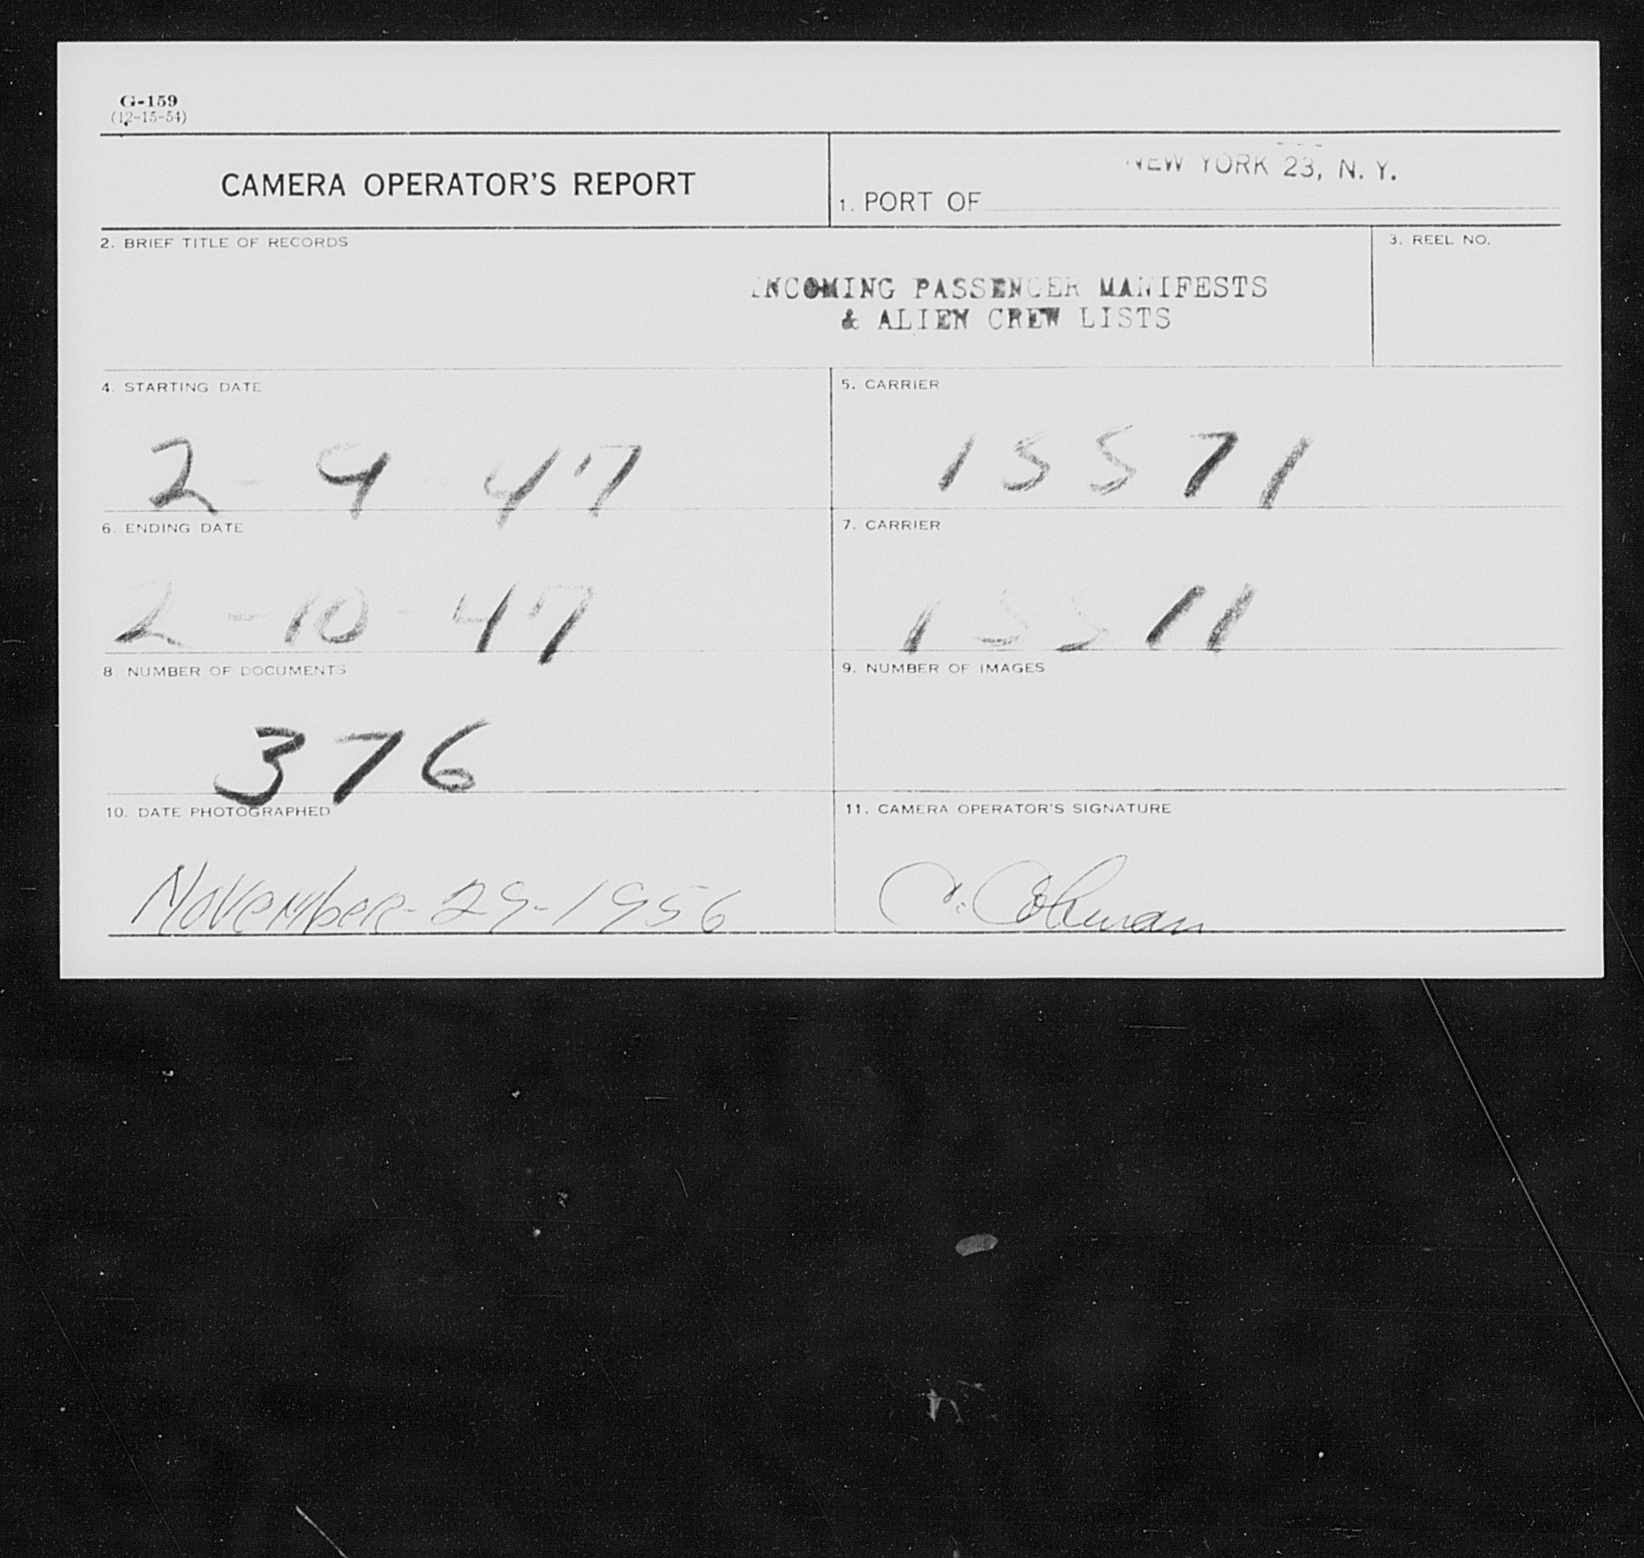 G-159
(12-15-54)
CAMERA OPERATOR'S REPORT
NEW YORK 23, N. Y.
1. PORT OF
2. BRIEF TITLE OF RECORDS
3. REEL NO.
INCOMING PASSENGER MANIFESTS
& ALIEN CREW LISTS
4. STARTING DATE
5. CARRIER
2 - 9 47
15571
6. ENDING DATE
7. CARRIER
2-10-47
8 NUMBER OF DOCUMENTS
9. NUMBER OF IMAGES
376
10. DATE PHOTOGRAPHED
11. CAMERA OPERATOR'S SIGNATURE
November-29-1956